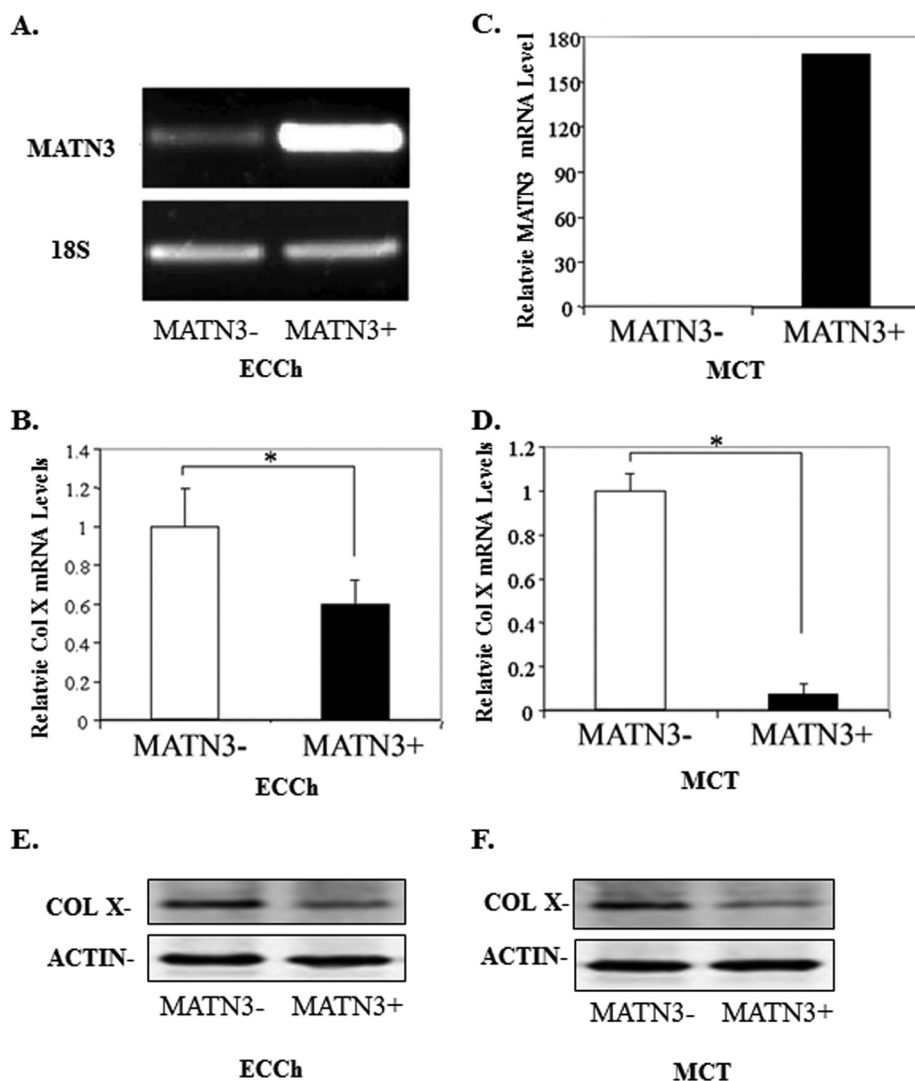 A.
MATN3
18S
MATN3- MATN3+
ECCh
C.
Relatvie MATN3 mRNA Level
180
150
120
90
60
30
0
MATN3- MATN3+
MCT
B.
Relatvie Col X mRNA Levels
1.4
1.2
1
0.8
0.6
0.4
0.2
0
*
MATN3- MATN3+
ECCh
D.
Relatvie Col X mRNA Levels
1.2
1
0.8
0.6
0.4
0.2
0
*
MATN3- MATN3+
MCT
E.
COL X-
ACTIN-
MATN3- MATN3+
ECCh
F.
COL X-
ACTIN-
MATN3- MATN3+
MCT